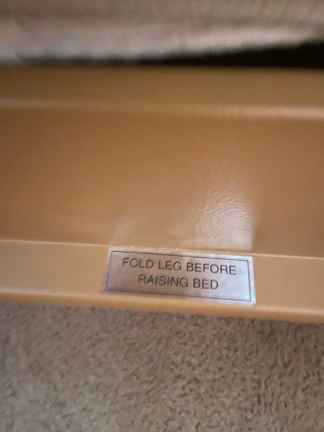 FOLD LEG BEFORE
RAISING BED